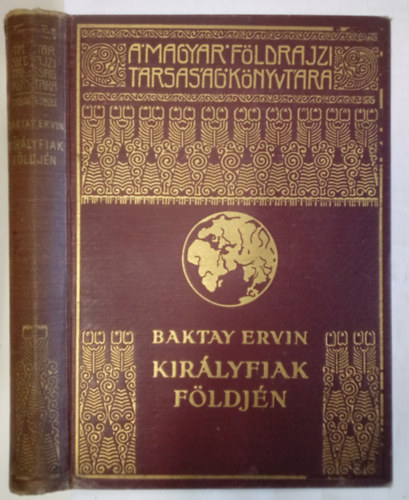 A MAGYAR FÖLDRAJZI
TÁRSASÁG KÖNYVTÁRA
BAKTAY ERVIN
KIRÁLYFIAK
FÖLDJÉN
BAKTAY ERVIN
KIRÁLYFIAK
FÖLDJÉN